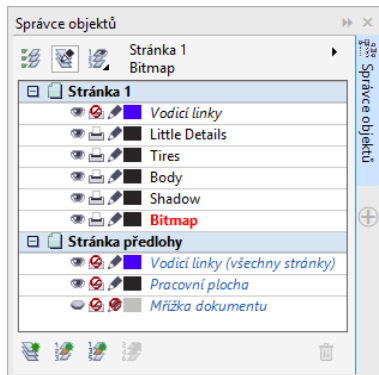 Správce objektů
Stránka 1
Bitmap
Stránka 1
Vodicí linky
Little Details
Tires
Body
Shadow
Bitmap
Stránka předlohy
Vodicí linky (všechny stránky)
Pracovní plocha
Mřížka dokumentu
Správce objektů